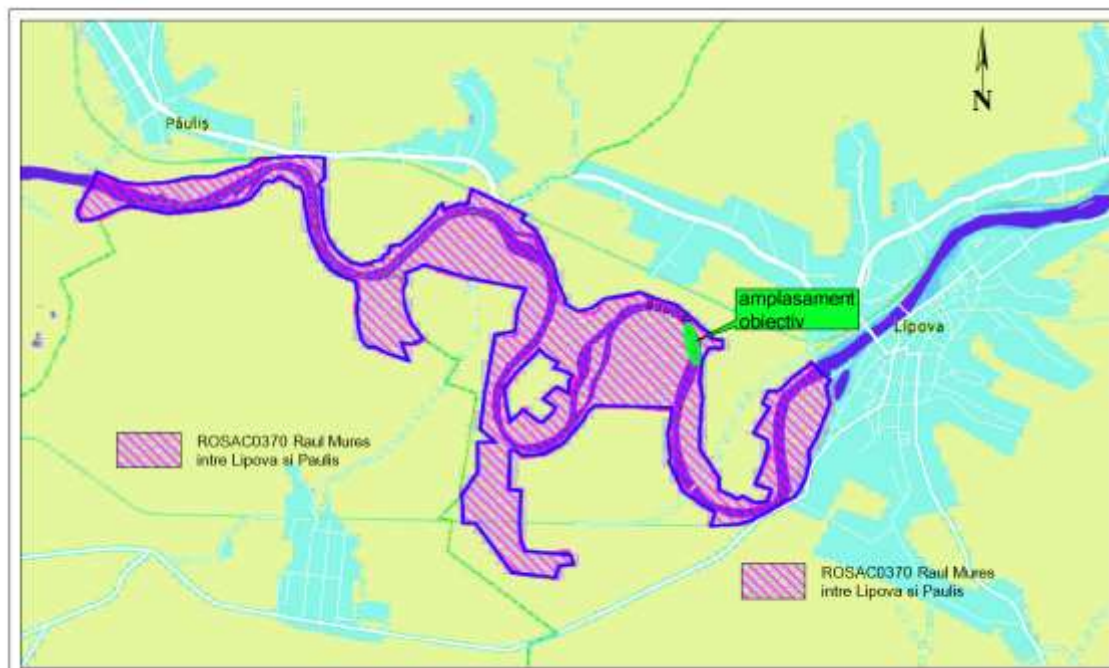 N
Păuliș
amplasament
obiectiv
Lipova
ROSAC0370 Raul Mures
intre Lipova si Paulis
ROSAC0370 Raul Mures
intre Lipova si Paulis